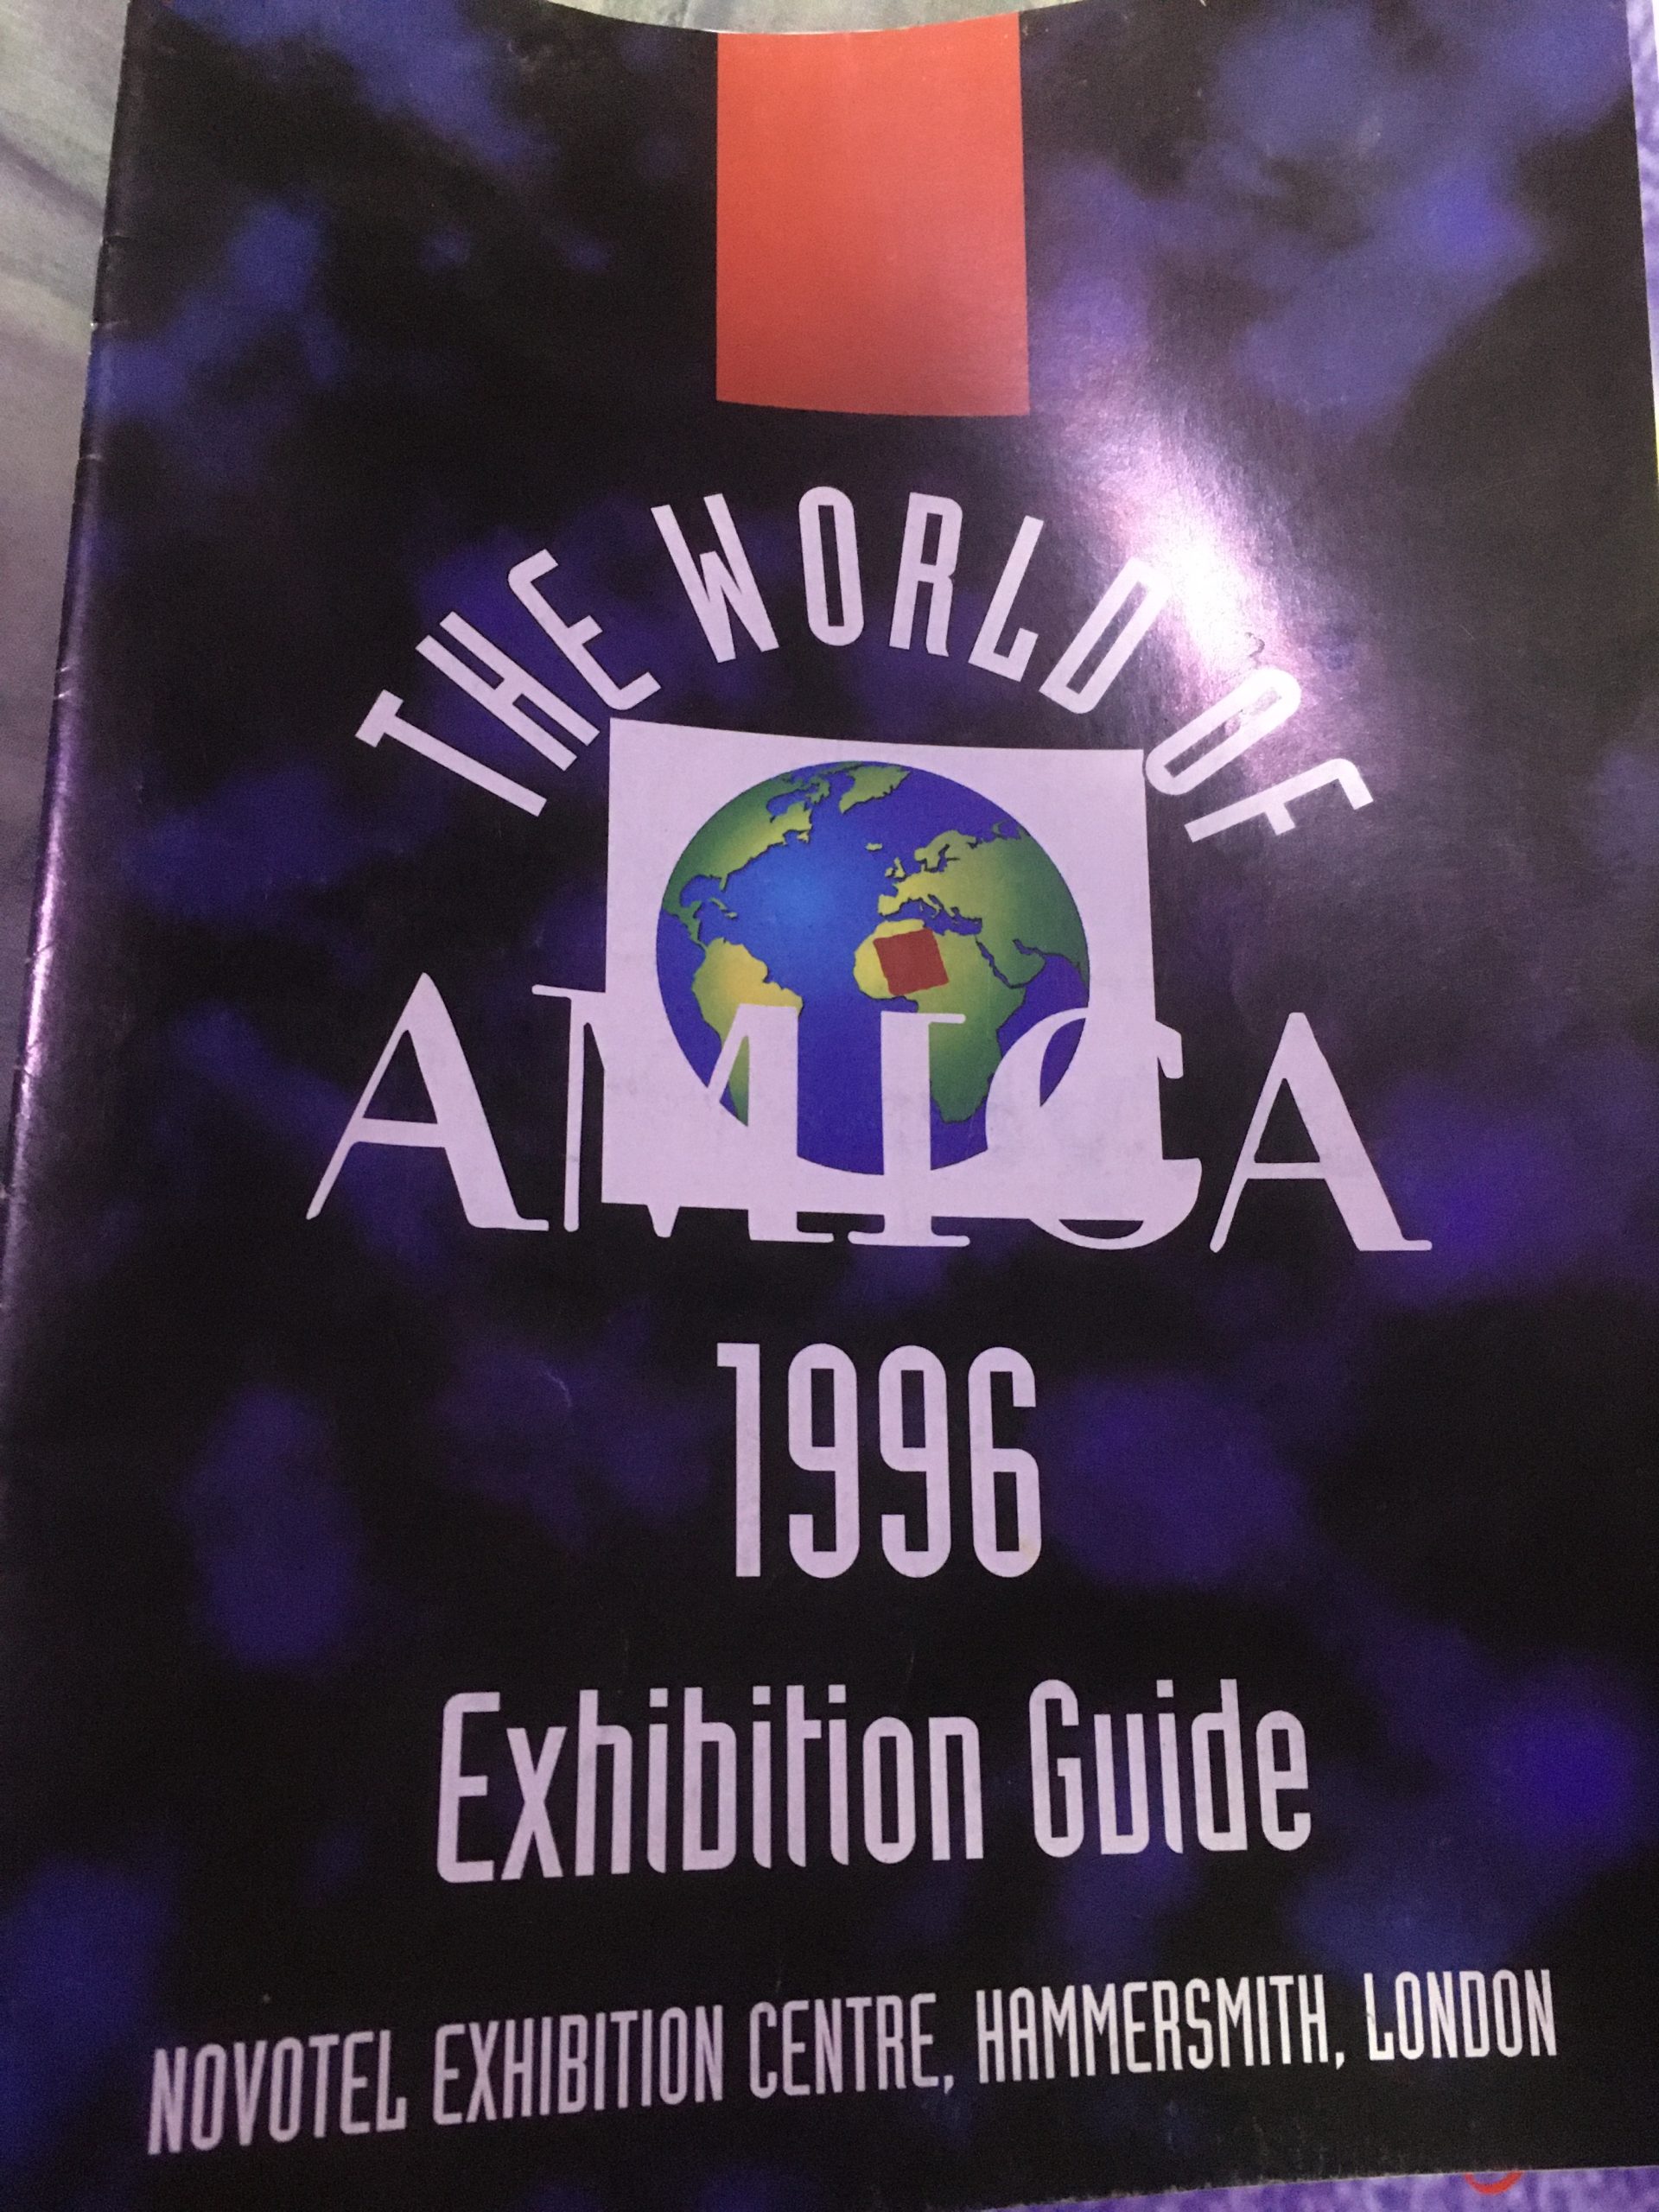 THE WORLD OF
AMIGA
1996
Exhibition Guide
NOVOTEL EXHIBITION CENTRE, HAMMERSMITH, LONDON